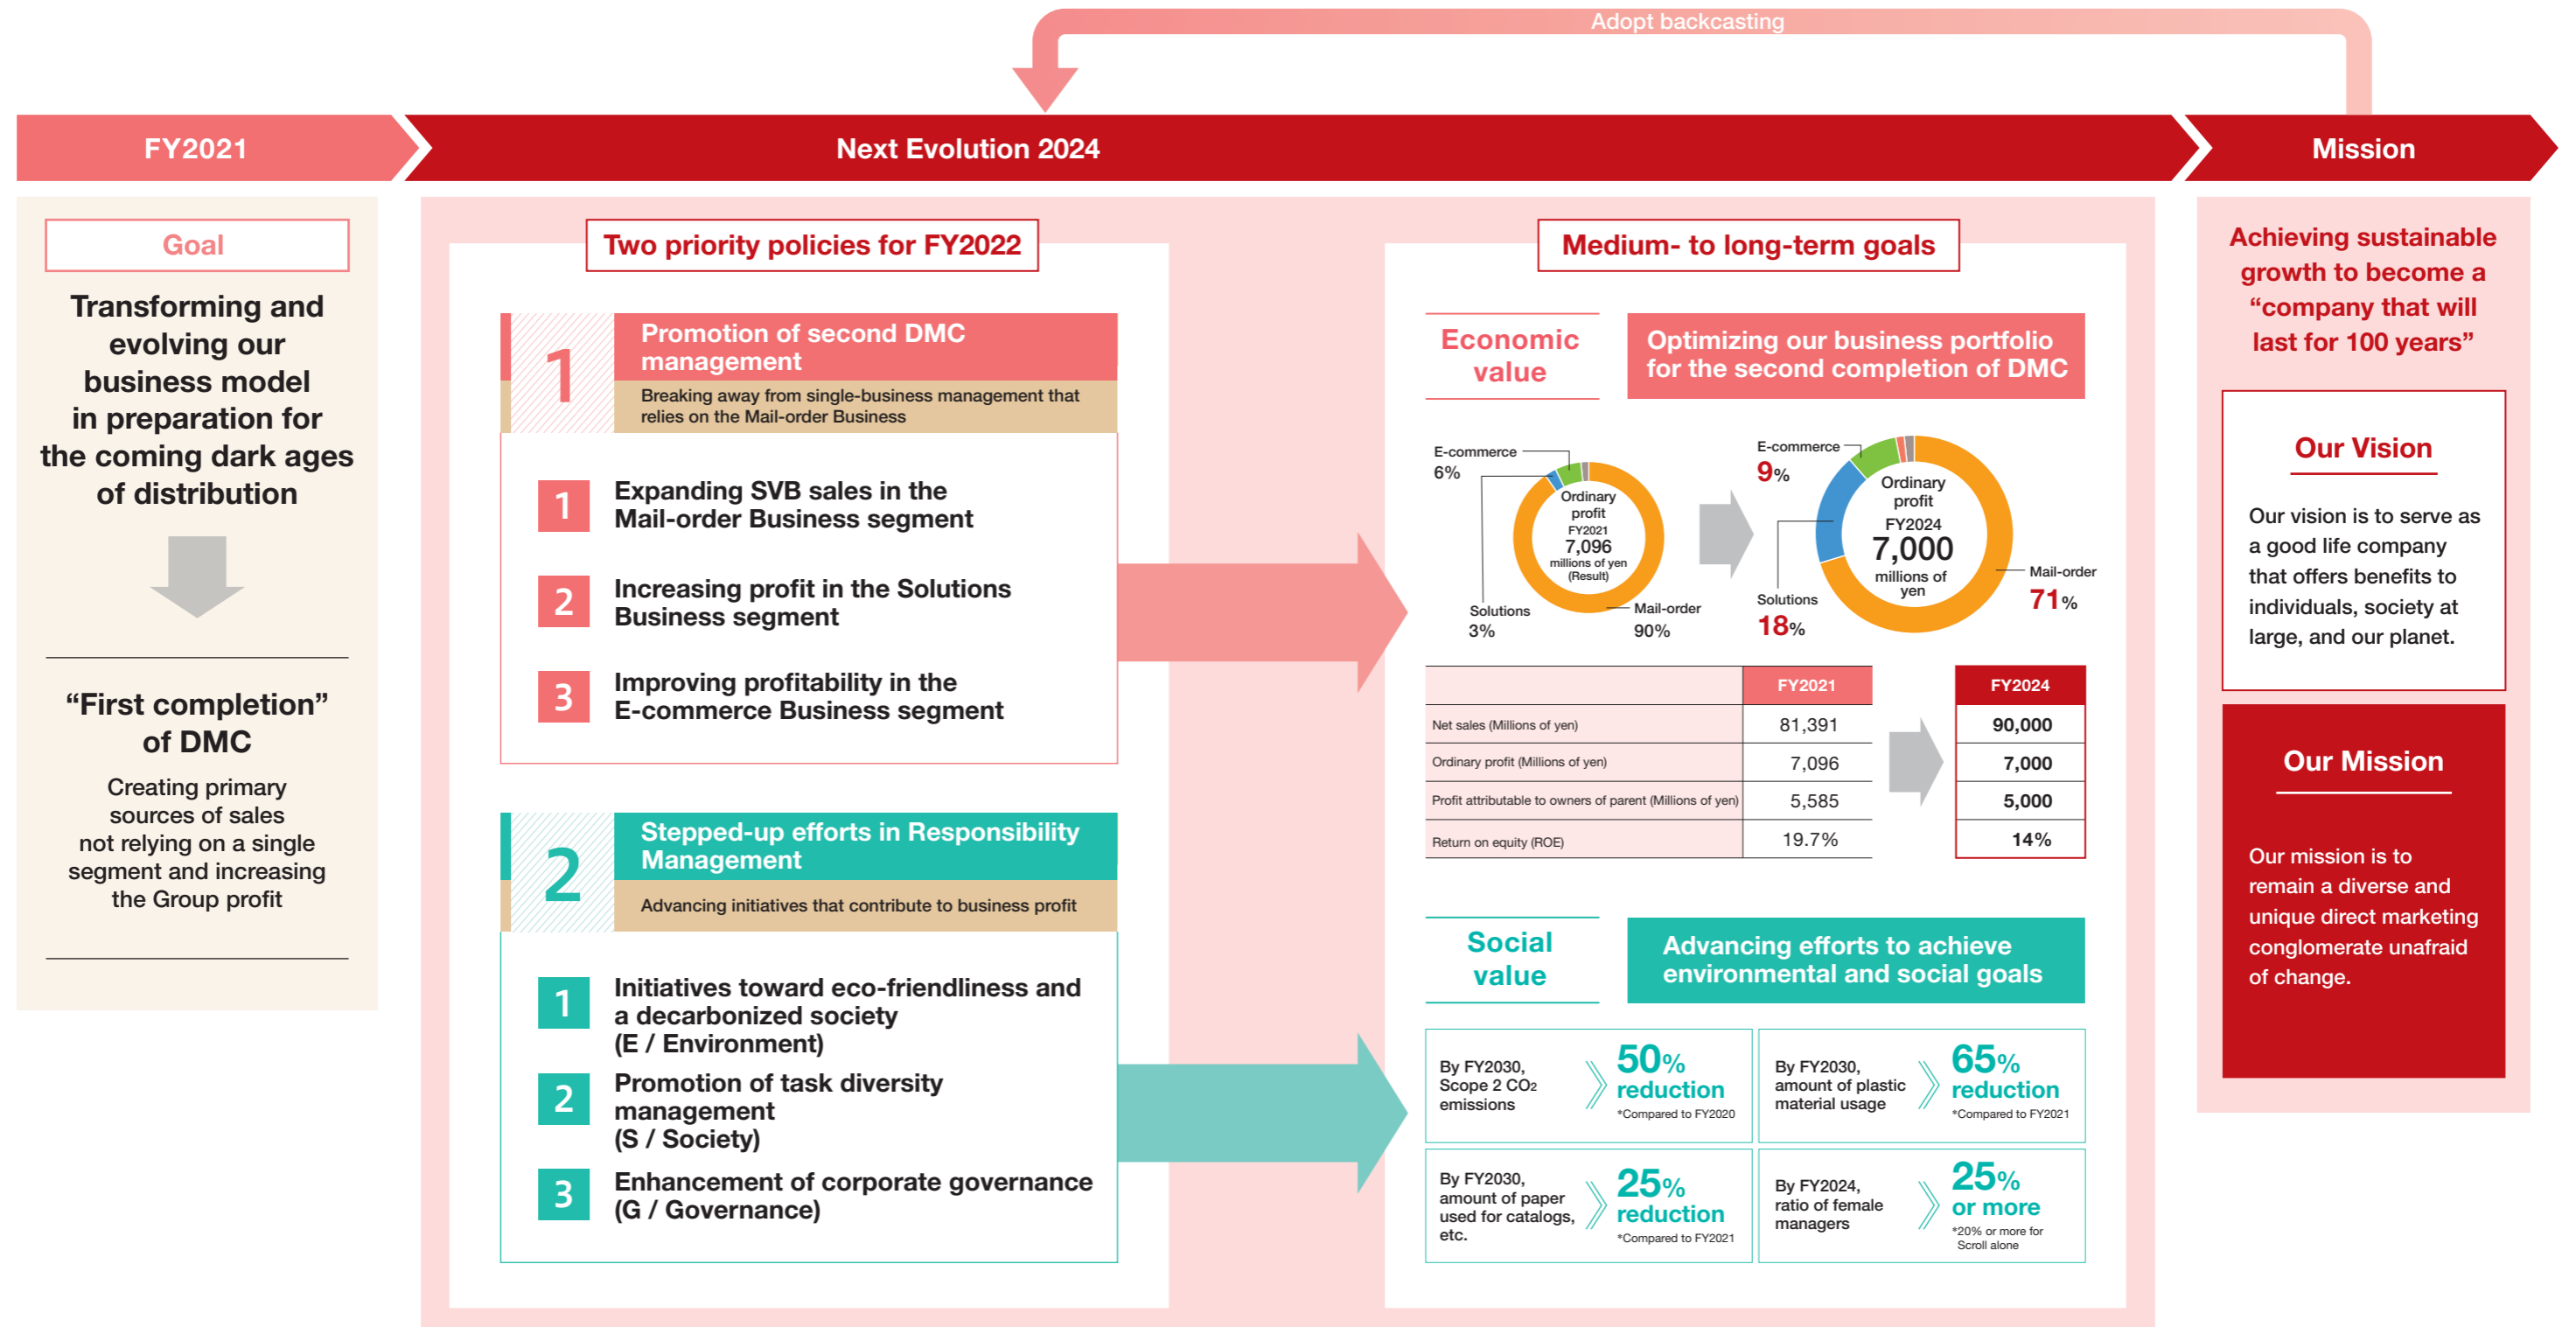 Adopt backcasting
FY2021
Next Evolution 2024
Mission
Goal
Transforming and
evolving our
business model
in preparation for
the coming dark ages
of distribution
“First completion”
of DMC
Creating primary
sources of sales
not relying on a single
segment and increasing
the Group profit
Two priority policies for FY2022
1
Promotion of second DMC
management
Breaking away from single-business management that
relies on the Mail-order Business
1
Expanding SVB sales in the
Mail-order Business segment
2
Increasing profit in the Solutions
Business segment
3
Improving profitability in the
E-commerce Business segment
2
Stepped-up efforts in Responsibility
Management
Advancing initiatives that contribute to business profit
1
Initiatives toward eco-friendliness and
a decarbonized society
(E / Environment)
2
Promotion of task diversity
management
(S / Society)
3
Enhancement of corporate governance
(G / Governance)
Medium- to long-term goals
Economic
value
Optimizing our business portfolio
for the second completion of DMC
E-commerce
6%
Solutions
3%
Mail-order
90%
Ordinary
profit
FY2021
7,096
millions of yen
(Result)
E-commerce
9%
Solutions
18%
Mail-order
71%
Ordinary
profit
FY2024
7,000
millions of
yen
FY2021 FY2024
Net sales (Millions of yen) 81,391 90,000
Ordinary profit (Millions of yen) 7,096 7,000
Profit attributable to owners of parent (Millions of yen) 5,585 5,000
Return on equity (ROE) 19.7% 14%
Social
value
Advancing efforts to achieve
environmental and social goals
By FY2030,
Scope 2 CO2
emissions
50%
reduction
*Compared to FY2020
By FY2030,
amount of plastic
material usage
65%
reduction
*Compared to FY2021
By FY2030,
amount of paper
used for catalogs,
etc.
25%
reduction
*Compared to FY2021
By FY2024,
ratio of female
managers
25%
or more
*20% or more for
Scroll alone
Achieving sustainable
growth to become a
“company that will
last for 100 years”
Our Vision
Our vision is to serve as
a good life company
that offers benefits to
individuals, society at
large, and our planet.
Our Mission
Our mission is to
remain a diverse and
unique direct marketing
conglomerate unafraid
of change.